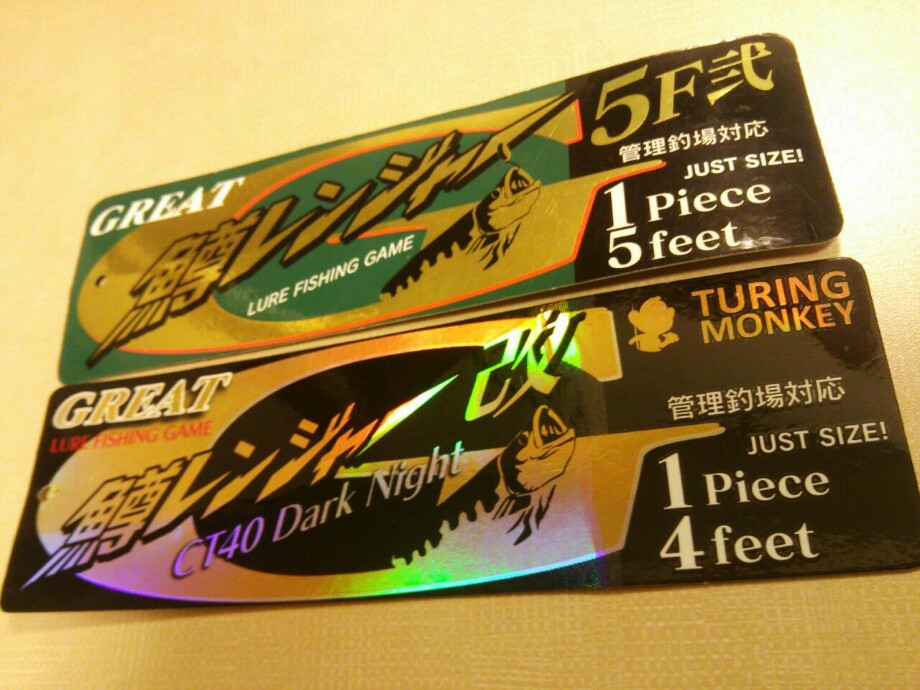 GREAT
鱒レンジャー
LURE FISHING GAME
5F弐
管理釣場対応
JUST SIZE!
1 Piece
5 feet
GREAT
LURE FISHING GAME
鱒レンジャー改
CT40 Dark Night
TURING
MONKEY
管理釣場対応
JUST SIZE!
1 Piece
4 feet